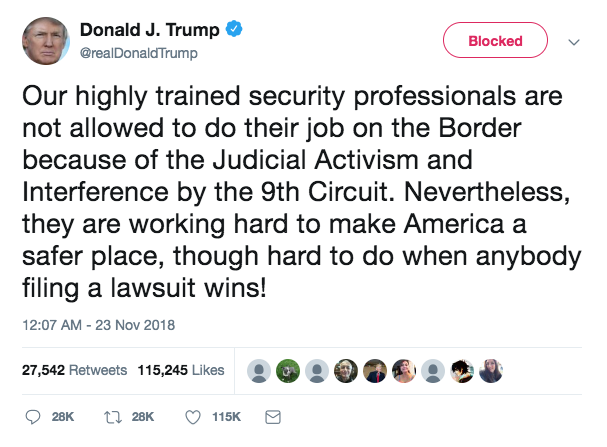 Donald J. Trump
@realDonaldTrump
Blocked
Our highly trained security professionals are
not allowed to do their job on the Border
because of the Judicial Activism and
Interference by the 9th Circuit. Nevertheless,
they are working hard to make America a
safer place, though hard to do when anybody
filing a lawsuit wins!
12:07 AM - 23 Nov 2018
27,542 Retweets 115,245 Likes
28K 28K 115K